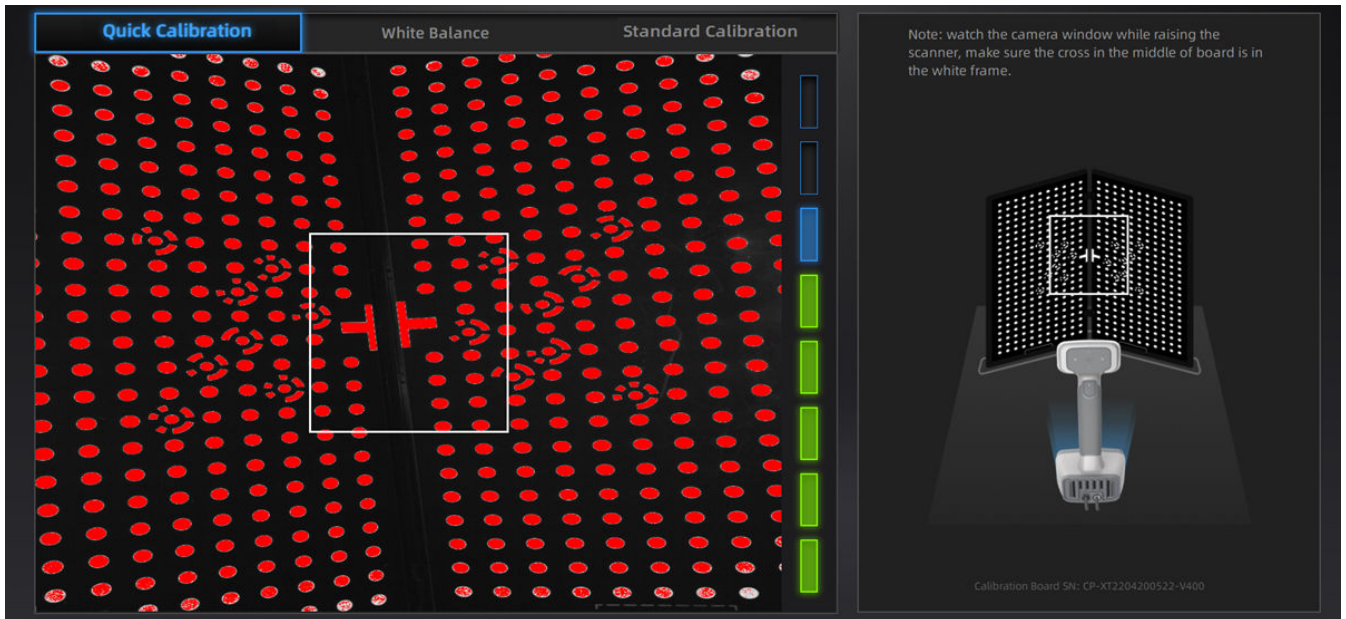 Quick Calibration
White Balance
Standard Calibration
Note: watch the camera window while raising the
scanner, make sure the cross in the middle of board is in
the white frame.
Calibration Board SN: CP-XT2204200522-V400